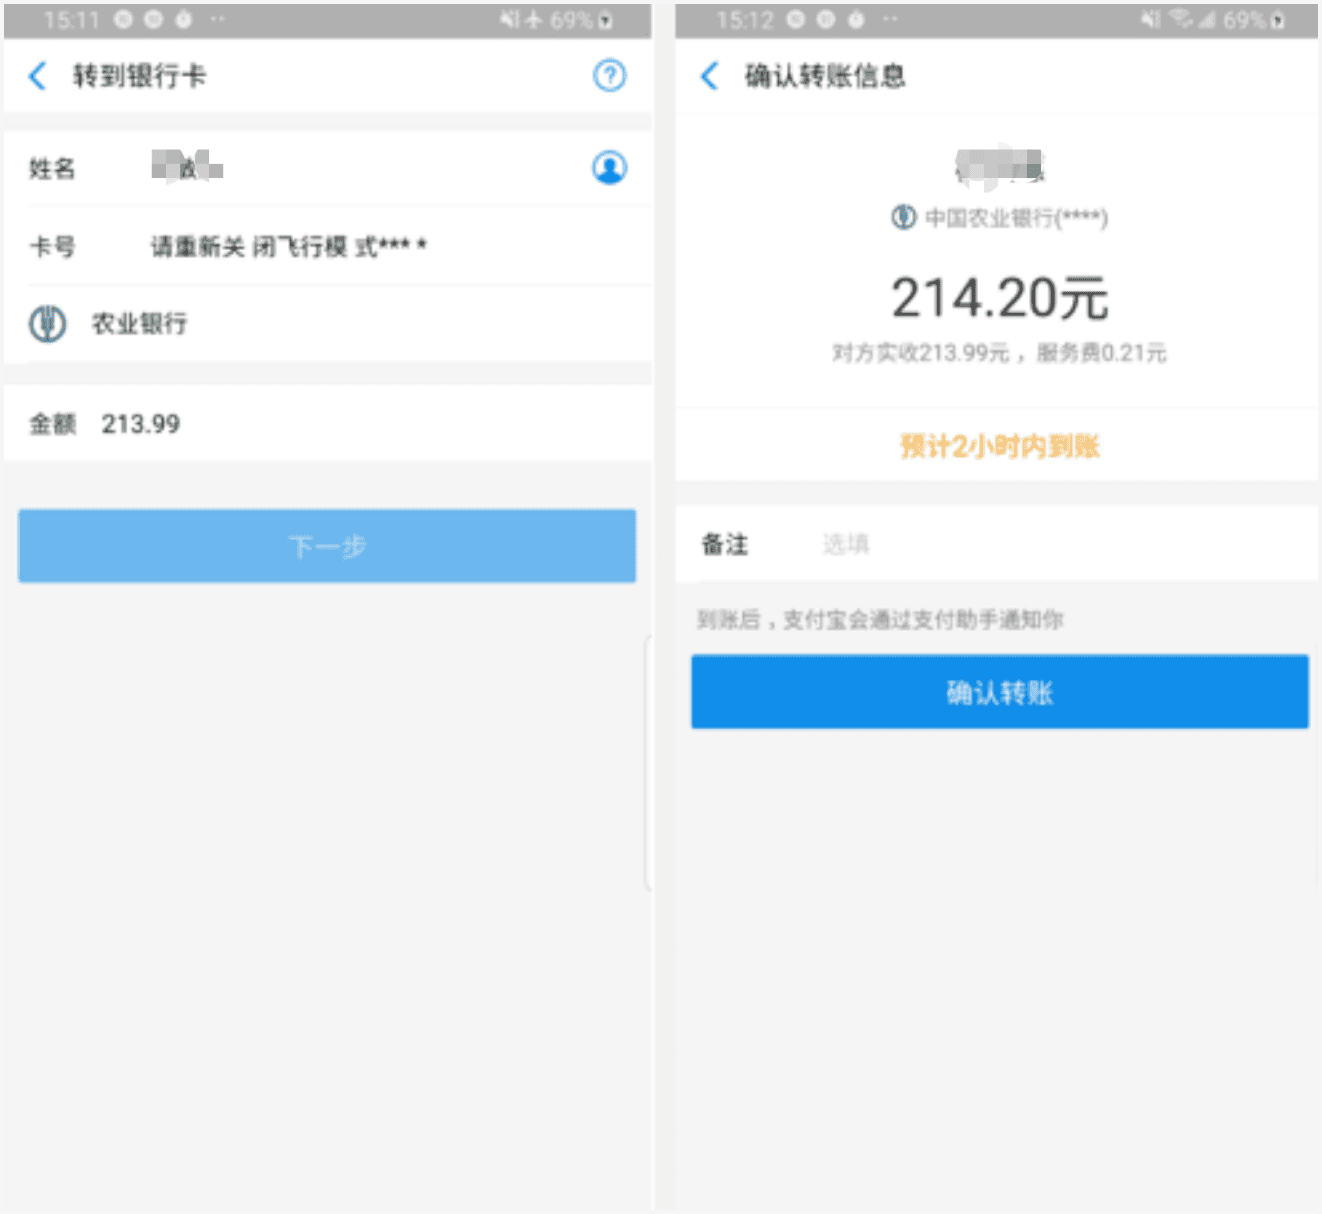 15:11
69%
转到银行卡
姓名
卡号 请重新关 闭飞行模 式*** *
农业银行
金额 213.99
下一步
15:12
69%
确认转账信息
中国农业银行(****)
214.20元
对方实收213.99元，服务费0.21元
预计2小时内到账
备注 选填
到账后，支付宝会通过支付助手通知你
确认转账